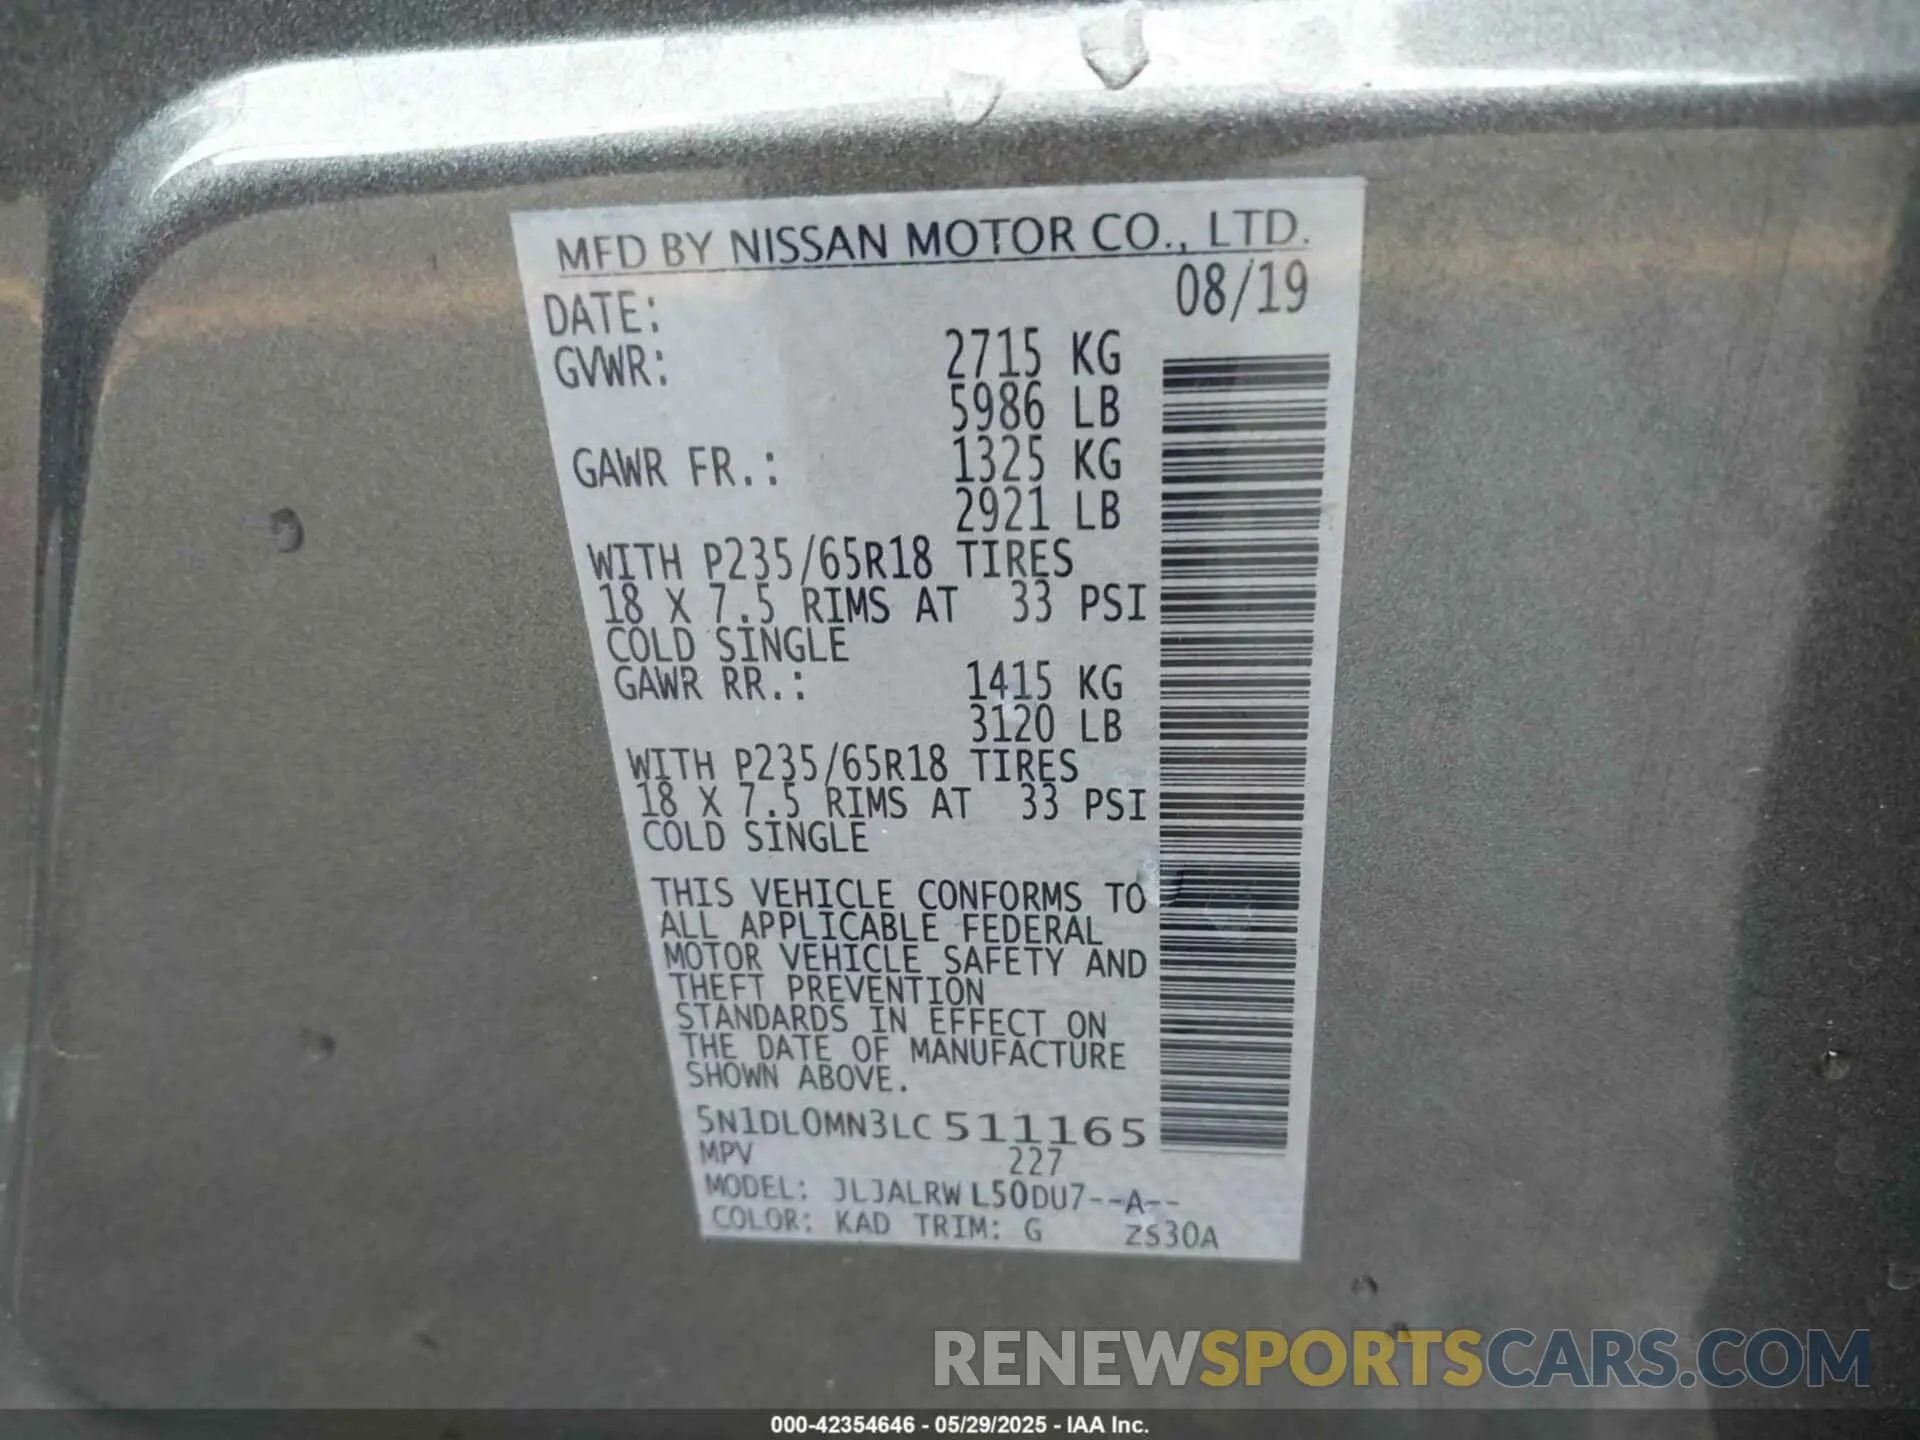 MFD BY NISSAN MOTOR CO., LTD.
DATE: 08/19
GVWR: 2715 KG
5986 LB
GAWR FR.: 1325 KG
2921 LB
WITH P235/65R18 TIRES
18 X 7.5 RIMS AT 33 PSI
COLD SINGLE
GAWR RR.: 1415 KG
3120 LB
WITH P235/65R18 TIRES
18 X 7.5 RIMS AT 33 PSI
COLD SINGLE
THIS VEHICLE CONFORMS TO
ALL APPLICABLE FEDERAL
MOTOR VEHICLE SAFETY AND
THEFT PREVENTION
STANDARDS IN EFFECT ON
THE DATE OF MANUFACTURE
SHOWN ABOVE.
5N1DL0MN3LC 511165
MPV 227
MODEL: JLJALRW L50DU7--A--
COLOR: KAD TRIM: G ZS30A
RENEWSPORTSCARS.COM
000-42354646 - 05/29/2025 - IAA Inc.